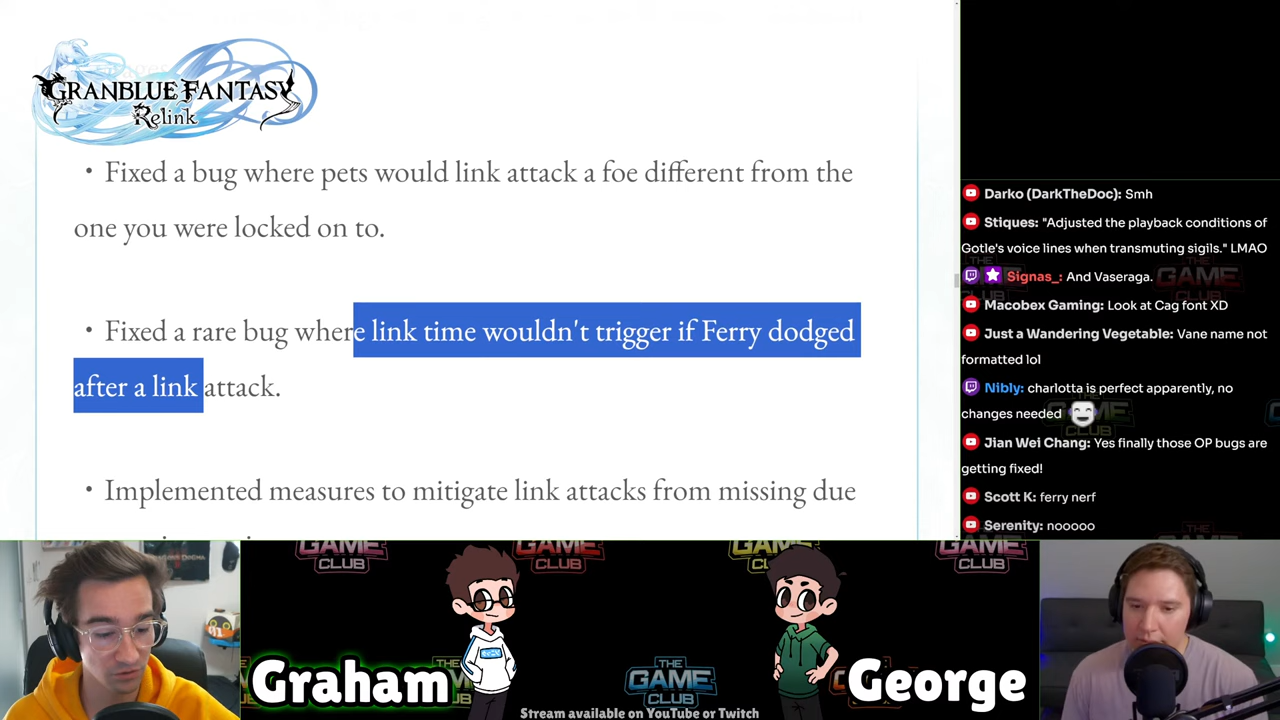 GRANBLUE FANTASY
Relink
・Fixed a bug where pets would link attack a foe different from the
one you were locked on to.
・Fixed a rare bug where link time wouldn't trigger if Ferry dodged
after a link attack.
・Implemented measures to mitigate link attacks from missing due
Darko (DarkTheDoc): Smh
Stiques: "Adjusted the playback conditions of
Gotle's voice lines when transmuting sigils." LMAO
Signas_: And Vaseraga.
Macobex Gaming: Look at Cag font XD
Just a Wandering Vegetable: Vane name not
formatted lol
Nibly: charlotta is perfect apparently, no
changes needed
Jian Wei Chang: Yes finally those OP bugs are
getting fixed!
Scott K: ferry nerf
Serenity: nooooo
GAME
CLUB
GAME
CLUB
GAME
CLUB
GAME
CLUB
Graham
THE
GAME
CLUB
George
Stream available on YouTube or Twitch